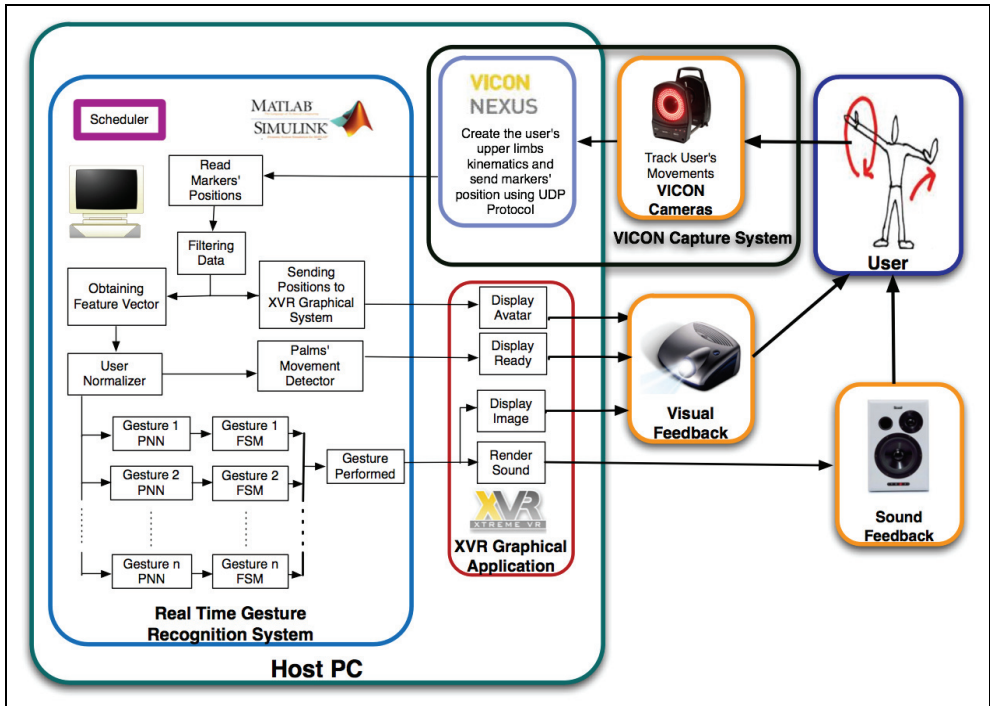 Scheduler
MATLAB
SIMULINK
Read
Markers'
Positions
Filtering
Data
Obtaining
Feature Vector
Sending
Positions to
XVR Graphical
System
User
Normalizer
Palms'
Movement
Detector
Gesture 1
PNN
Gesture 1
FSM
Gesture 2
PNN
Gesture 2
FSM
Gesture n
PNN
Gesture n
FSM
Gesture
Performed
Real Time Gesture
Recognition System
Host PC
VICON
NEXUS
Create the user's
upper limbs
kinematics and
send markers'
position using UDP
Protocol
Track User's
Movements
VICON
Cameras
VICON Capture System
User
Display
Avatar
Display
Ready
Display
Image
Render
Sound
XVR
XTREME VR
XVR Graphical
Application
Visual
Feedback
Sound
Feedback